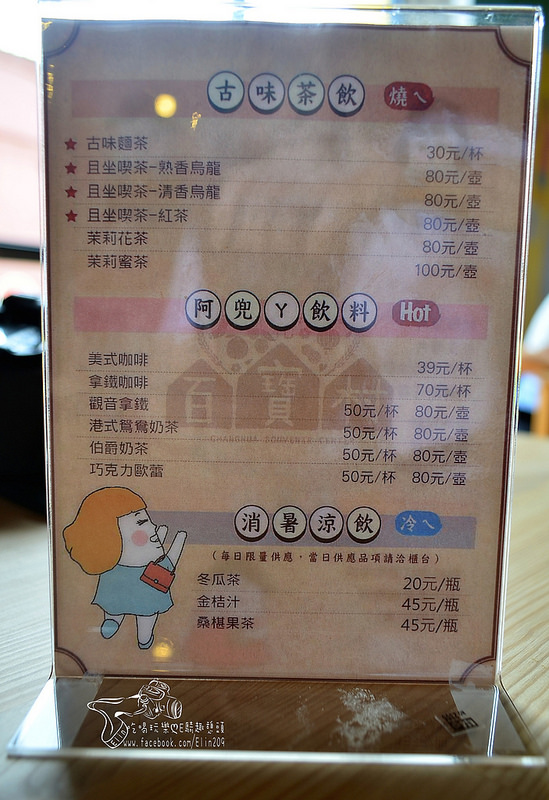 古味茶飲 燒ㄟ
★ 古味麵茶 30元/杯
★ 且坐喫茶-熟香烏龍 80元/壺
★ 且坐喫茶-清香烏龍 80元/壺
★ 且坐喫茶-紅茶 80元/壺
茉莉花茶 80元/壺
茉莉蜜茶 100元/壺
阿兜ㄚ飲料 Hot
美式咖啡 39元/杯
拿鐵咖啡 70元/杯
觀音拿鐵 50元/杯 80元/壺
港式鴛鴦奶茶 50元/杯 80元/壺
伯爵奶茶 50元/杯 80元/壺
巧克力歐蕾 50元/杯 80元/壺
百寶村
消暑涼飲 冷ㄟ
(每日限量供應，當日供應品項請洽櫃台)
冬瓜茶 20元/瓶
金桔汁 45元/瓶
桑椹果茶 45元/瓶
www.facebook.com/Elin209